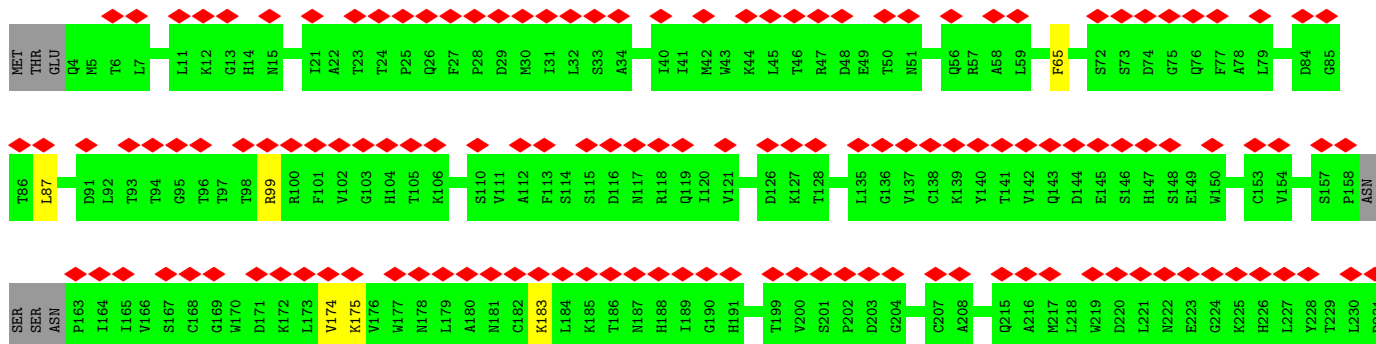 MET THR GLU Q4 M5 T6 L7 L11 K12 G13 H14 N15 I21 A22 T23 T24 P25 Q26 F27 P28 D29 M30 I31 L32 S33 A34 I40 I41 M42 W43 K44 L45 T46 R47 D48 E49 T50 N51 Q56 R57 A58 L59 F65 S72 S73 D74 G75 Q76 F77 A78 L79 D84 G85
T86 L87 D91 L92 T93 T94 G95 T96 T97 T98 R99 R100 F101 V102 G103 H104 T105 K106 S110 V111 A112 F113 S114 S115 D116 N117 R118 Q119 I120 V121 D126 K127 T128 L135 G136 V137 C138 K139 Y140 T141 V142 Q143 D144 E145 S146 H147 S148 E149 W150 C153 V154 S157 P158 ASN
SER SER ASN P163 I164 I165 V166 S167 C168 G169 W170 D171 K172 L173 V174 K175 V176 W177 N178 L179 A180 N181 C182 K183 L184 K185 T186 N187 H188 I189 G190 H191 T199 V200 S201 P202 D203 G204 C207 A208 Q215 A216 M217 L218 W219 D220 L221 N222 E223 G224 K225 H226 L227 Y228 T229 L230